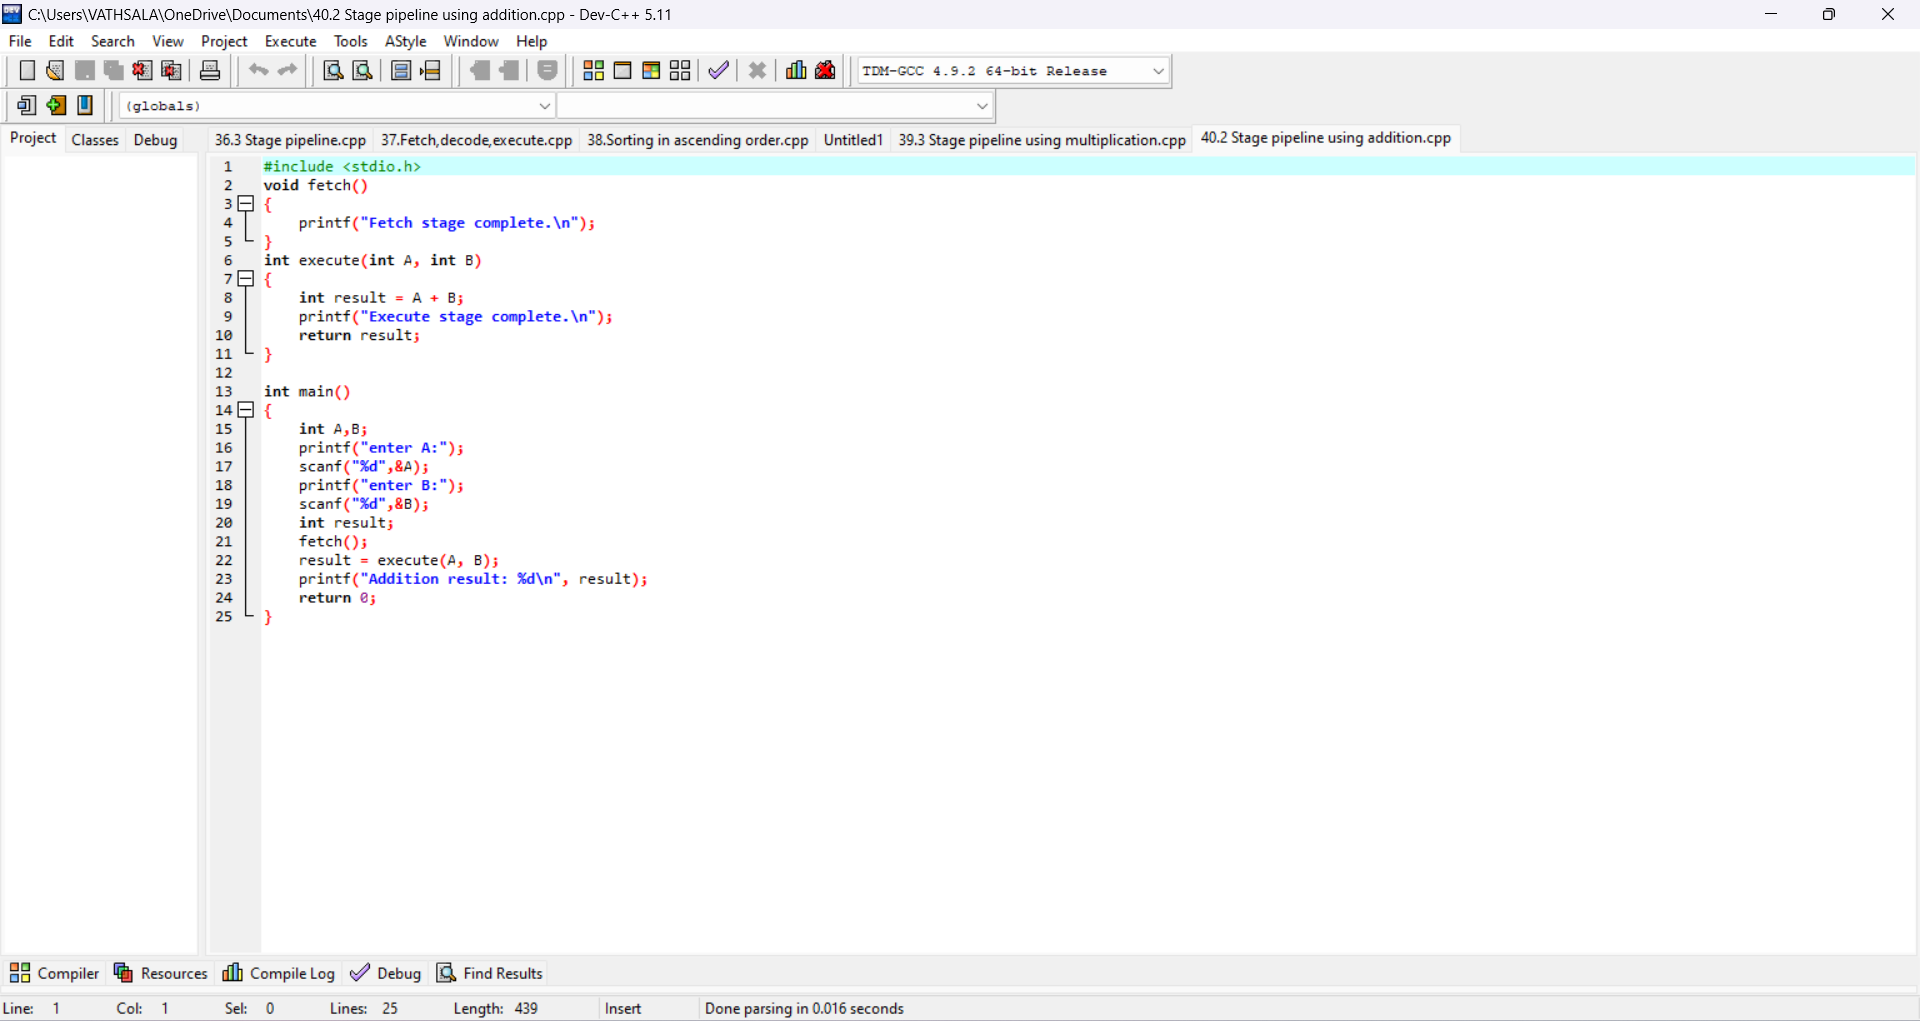 C:\Users\VATHSALA\OneDrive\Documents\40.2 Stage pipeline using addition.cpp - Dev-C++ 5.11
File Edit Search View Project Execute Tools AStyle Window Help
TDM-GCC 4.9.2 64-bit Release
(globals)
Project Classes Debug 36.3 Stage pipeline.cpp 37.Fetch,decode,execute.cpp 38.Sorting in ascending order.cpp Untitled1 39.3 Stage pipeline using multiplication.cpp 40.2 Stage pipeline using addition.cpp
1 #include <stdio.h>
2 void fetch()
3 {
4     printf("Fetch stage complete.\n");
5 }
6 int execute(int A, int B)
7 {
8     int result = A + B;
9     printf("Execute stage complete.\n");
10     return result;
11 }
12
13 int main()
14 {
15     int A,B;
16     printf("enter A:");
17     scanf("%d",&A);
18     printf("enter B:");
19     scanf("%d",&B);
20     int result;
21     fetch();
22     result = execute(A, B);
23     printf("Addition result: %d\n", result);
24     return 0;
25 }
Compiler Resources Compile Log Debug Find Results
Line: 1 Col: 1 Sel: 0 Lines: 25 Length: 439 Insert Done parsing in 0.016 seconds